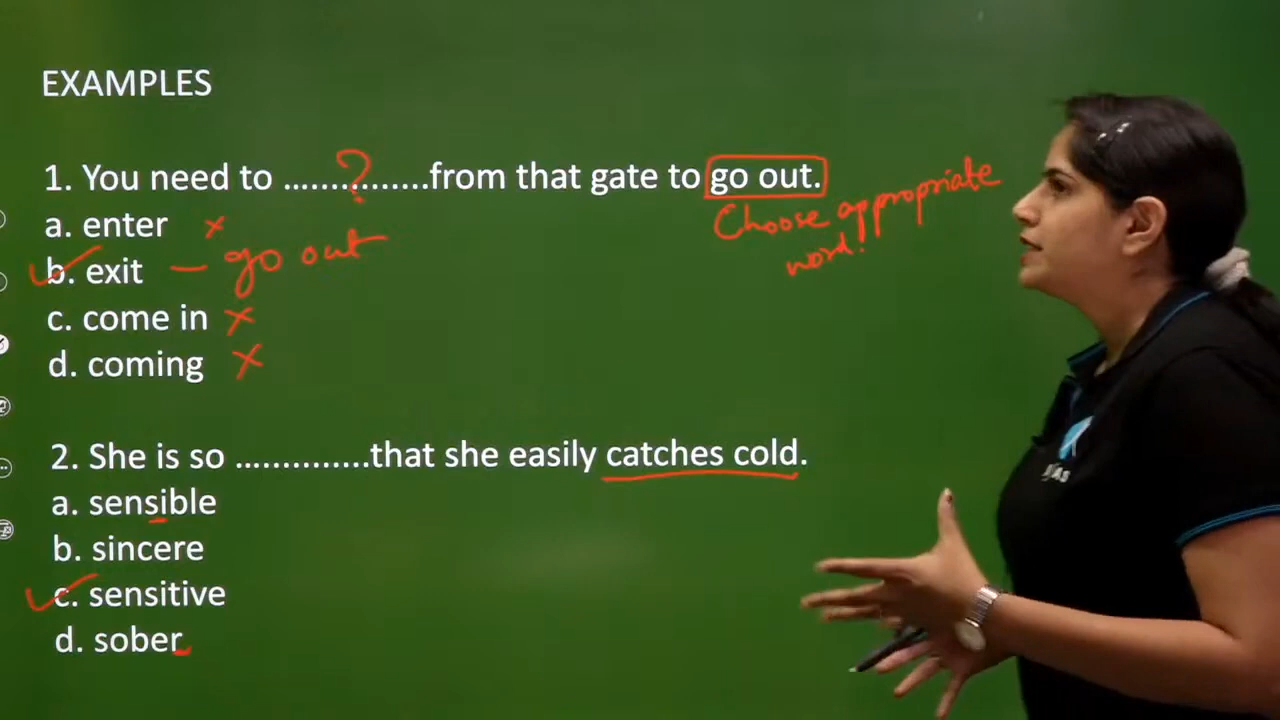 EXAMPLES
1. You need to ........?.......from that gate to go out.
Choose appropriate
word!
a. enter ×
b. exit – go out
c. come in ×
d. coming ×
2. She is so ..............that she easily catches cold.
a. sensible
b. sincere
c. sensitive
d. sober